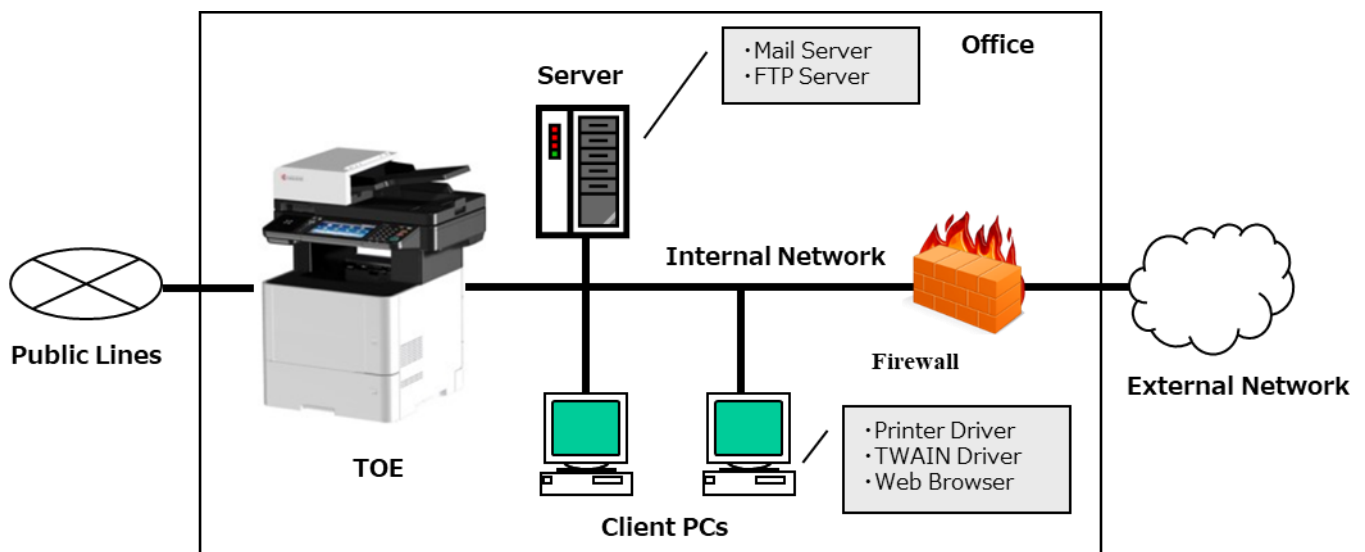 Office
・Mail Server
・FTP Server
Server
Internal Network
Public Lines
Firewall
External Network
TOE
・Printer Driver
・TWAIN Driver
・Web Browser
Client PCs